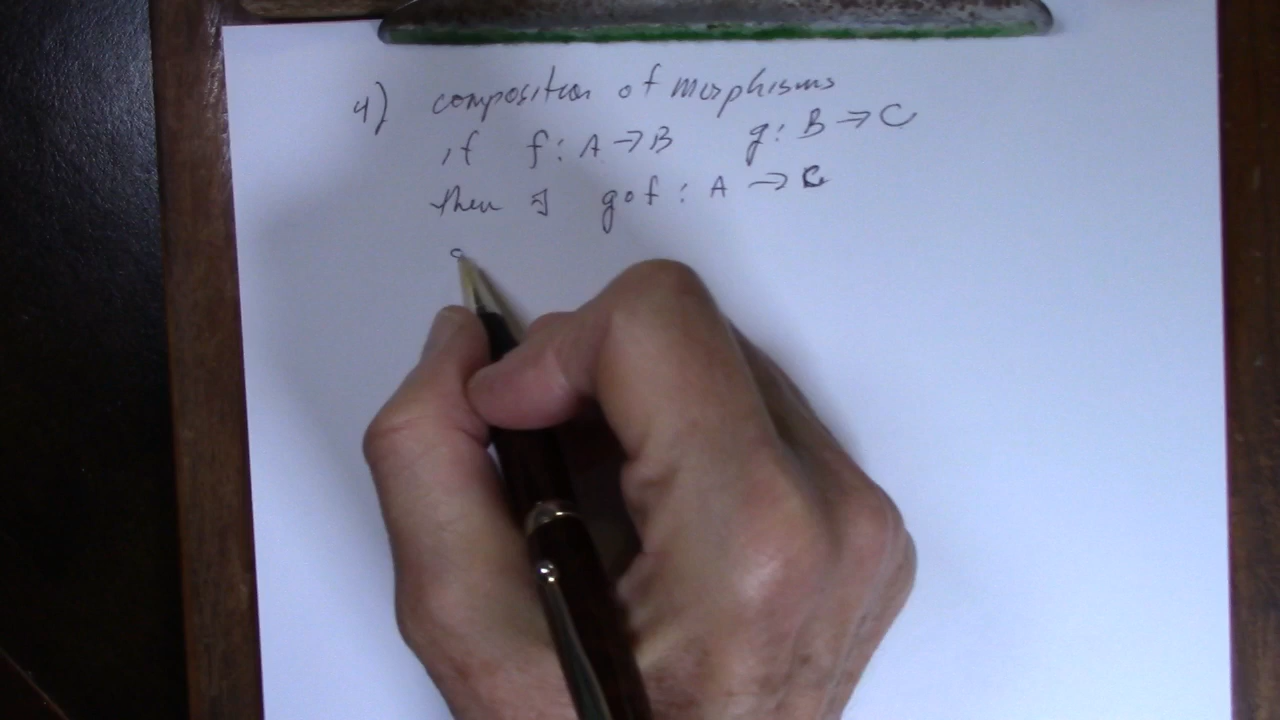 4) composition of morphisms
if f: A → B g: B → C
then ∃ g∘f : A → C